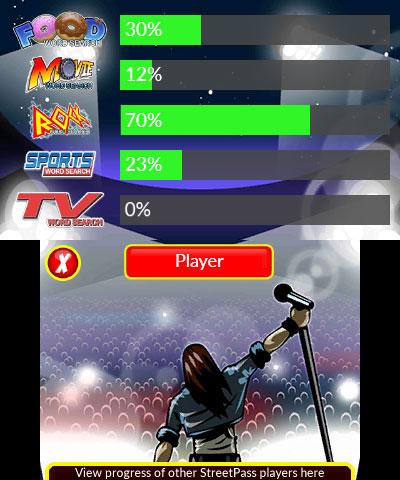 FOOD
WORD SEARCH
30%
MOVIE
WORD SEARCH
12%
ROCK
70%
SPORTS
WORD SEARCH
23%
TV
WORD SEARCH
0%
X
Player
View progress of other StreetPass players here